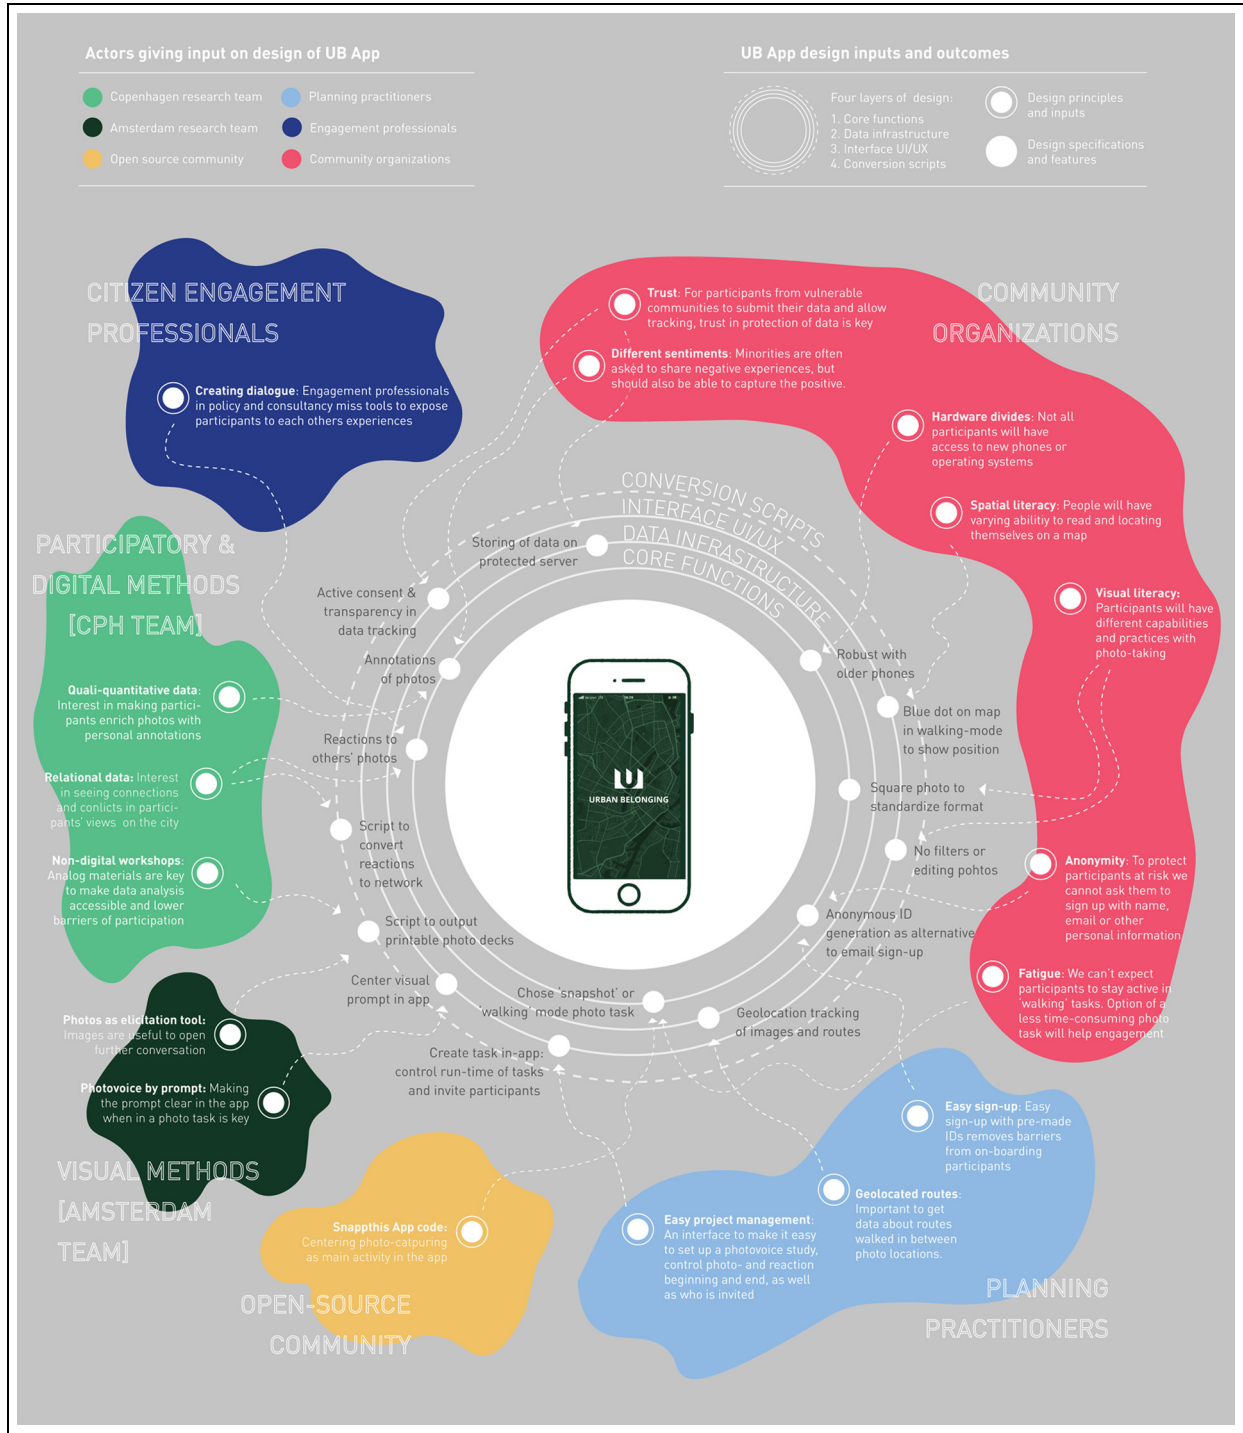 Actors giving input on design of UB App
Copenhagen research team
Amsterdam research team
Open source community
Planning practitioners
Engagement professionals
Community organizations
UB App design inputs and outcomes
Four layers of design:
1. Core functions
2. Data infrastructure
3. Interface UI/UX
4. Conversion scripts
Design principles
and inputs
Design specifications
and features
CITIZEN ENGAGEMENT
PROFESSIONALS
Creating dialogue: Engagement professionals
in policy and consultancy miss tools to expose
participants to each others experiences
COMMUNITY
ORGANIZATIONS
Trust: For participants from vulnerable
communities to submit their data and allow
tracking, trust in protection of data is key
Different sentiments: Minorities are often
asked to share negative experiences, but
should also be able to capture the positive.
Hardware divides: Not all
participants will have
access to new phones or
operating systems
Spatial literacy: People will have
varying abilitiy to read and locating
themselves on a map
Visual literacy:
Participants will have
different capabilities
and practices with
photo-taking
Anonymity: To protect
participants at risk we
cannot ask them to
sign up with name,
email or other
personal information
Fatigue: We can't expect
participants to stay active in
'walking' tasks. Option of a
less time-consuming photo
task will help engagement
PARTICIPATORY &
DIGITAL METHODS
[CPH TEAM]
Quali-quantitative data:
Interest in making partici-
pants enrich photos with
personal annotations
Relational data: Interest
in seeing connections
and conlicts in partici-
pants' views on the city
Non-digital workshops:
Analog materials are key
to make data analysis
accessible and lower
barriers of participation
Photos as elicitation tool:
Images are useful to open
further conversation
Photovoice by prompt: Making
the prompt clear in the app
when in a photo task is key
VISUAL METHODS
[AMSTERDAM
TEAM]
Snappthis App code:
Centering photo-catpuring
as main activity in the app
OPEN-SOURCE
COMMUNITY
Easy sign-up: Easy
sign-up with pre-made
IDs removes barriers
from on-boarding
participants
Geolocated routes:
Important to get
data about routes
walked in between
photo locations.
Easy project management:
An interface to make it easy
to set up a photovoice study,
control photo- and reaction
beginning and end, as well
as who is invited
PLANNING
PRACTITIONERS
CONVERSION SCRIPTS
INTERFACE UI/UX
DATA INFRASTRUCTURE
CORE FUNCTIONS
Storing of data on
protected server
Active consent &
transparency in
data tracking
Annotations
of photos
Reactions to
others' photos
Script to
convert
reactions
to network
Script to output
printable photo decks
Center visual
prompt in app
Create task in-app:
control run-time of tasks
and invite participants
Chose 'snapshot' or
'walking' mode photo task
Geolocation tracking
of images and routes
Anonymous ID
generation as alternative
to email sign-up
No filters or
editing pohtos
Square photo to
standardize format
Blue dot on map
in walking-mode
to show position
Robust with
older phones
URBAN BELONGING